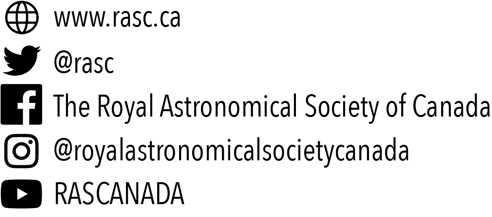 www.rasc.ca
@rasc
The Royal Astronomical Society of Canada
@royalastronomicalsocietycanada
RASCANADA